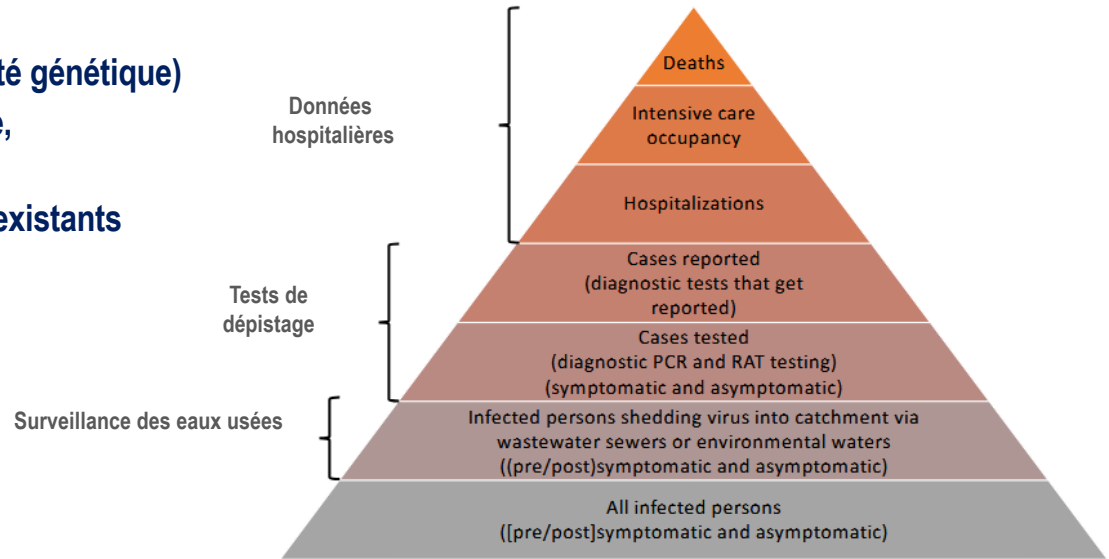 té génétique)
e,
existants
Données
hospitalières
Tests de
dépistage
Surveillance des eaux usées
Deaths
Intensive care
occupancy
Hospitalizations
Cases reported
(diagnostic tests that get
reported)
Cases tested
(diagnostic PCR and RAT testing)
(symptomatic and asymptomatic)
Infected persons shedding virus into catchment via
wastewater sewers or environmental waters
((pre/post)symptomatic and asymptomatic)
All infected persons
([pre/post]symptomatic and asymptomatic)